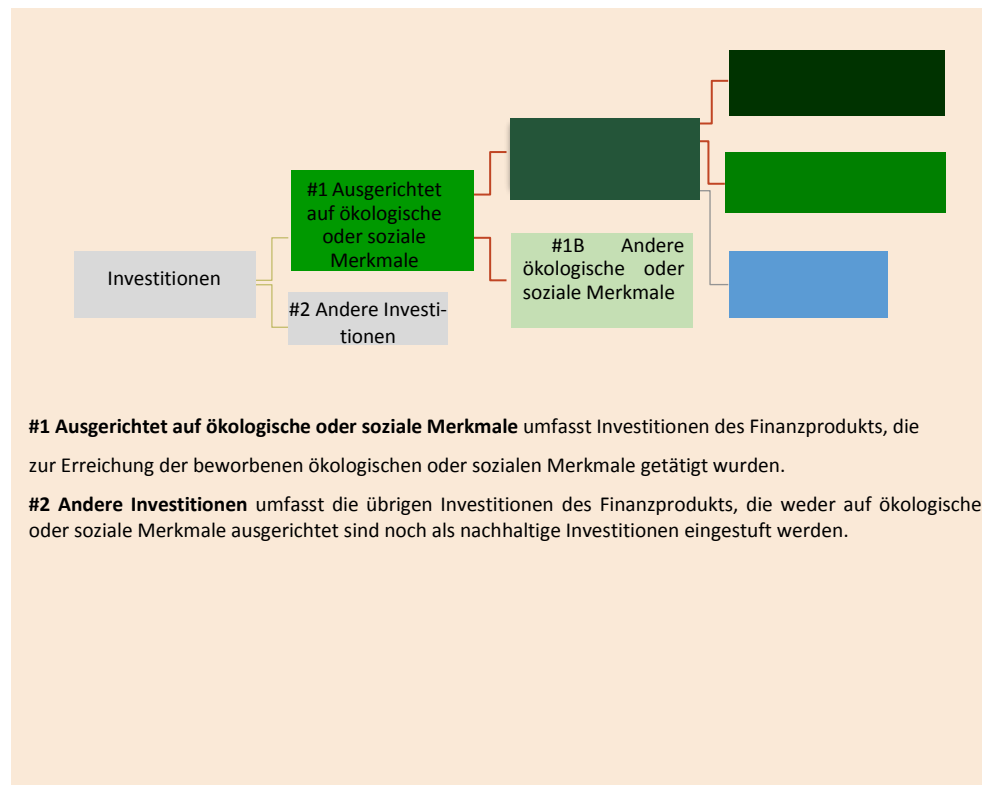 Investitionen
#1 Ausgerichtet
auf ökologische
oder soziale
Merkmale
#2 Andere Investi-
tionen
#1B Andere
ökologische oder
soziale Merkmale
#1 Ausgerichtet auf ökologische oder soziale Merkmale umfasst Investitionen des Finanzprodukts, die
zur Erreichung der beworbenen ökologischen oder sozialen Merkmale getätigt wurden.
#2 Andere Investitionen umfasst die übrigen Investitionen des Finanzprodukts, die weder auf ökologische
oder soziale Merkmale ausgerichtet sind noch als nachhaltige Investitionen eingestuft werden.